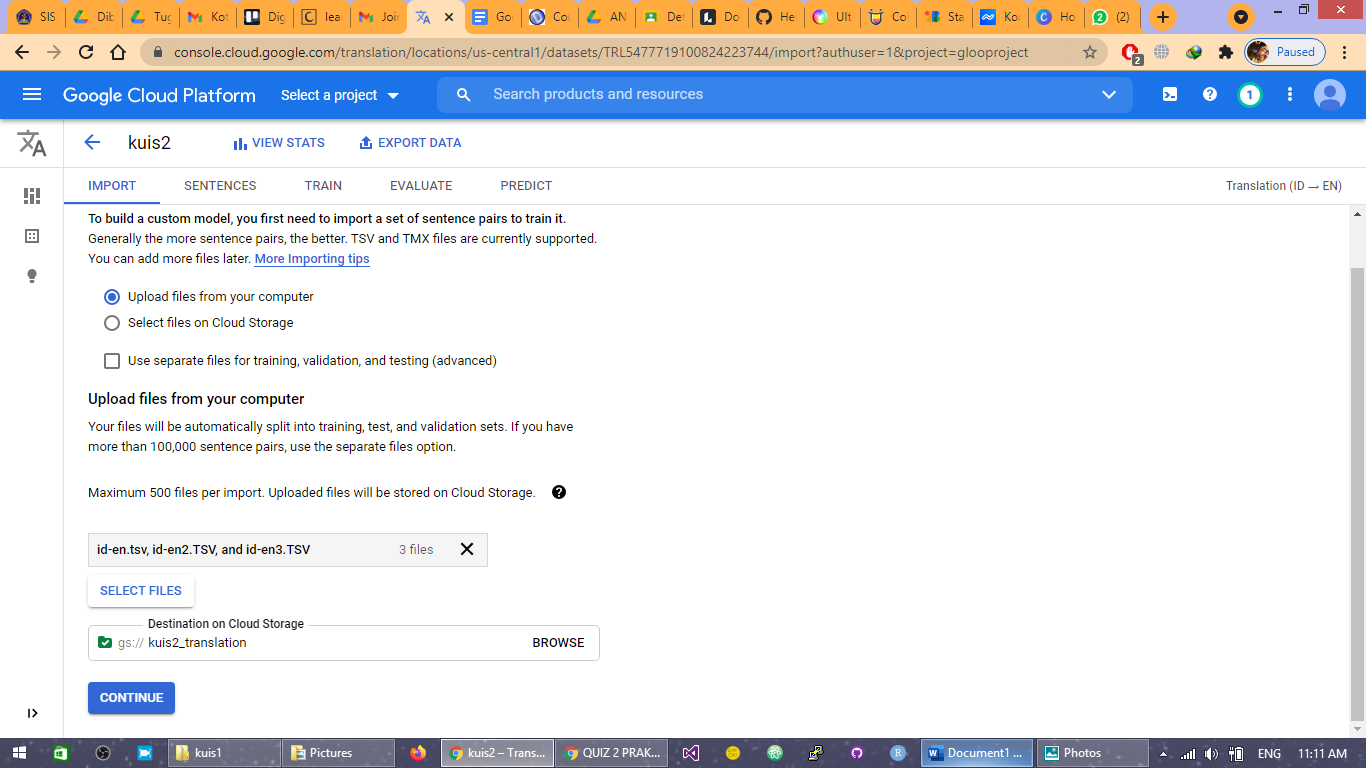 SIS
Dib
Tug
Kot
Dig
lea
Joi
Go
Cou
AN
De
Do
He
Ult
Co
Sta
Ko
Ho
(2)
console.cloud.google.com/translation/locations/us-central1/datasets/TRL5477719100824223744/import?authuser=1&project=glooproject
2
Paused
Google Cloud Platform
Select a project
Search products and resources
1
kuis2
VIEW STATS
EXPORT DATA
IMPORT
SENTENCES
TRAIN
EVALUATE
PREDICT
Translation (ID → EN)
To build a custom model, you first need to import a set of sentence pairs to train it.
Generally the more sentence pairs, the better. TSV and TMX files are currently supported.
You can add more files later. More Importing tips
Upload files from your computer
Select files on Cloud Storage
Use separate files for training, validation, and testing (advanced)
Upload files from your computer
Your files will be automatically split into training, test, and validation sets. If you have
more than 100,000 sentence pairs, use the separate files option.
Maximum 500 files per import. Uploaded files will be stored on Cloud Storage.
id-en.tsv, id-en2.TSV, and id-en3.TSV
3 files
SELECT FILES
Destination on Cloud Storage
gs:// kuis2_translation
BROWSE
CONTINUE
kuis1
Pictures
kuis2 – Trans...
QUIZ 2 PRAK...
Document1 ...
Photos
ENG
11:11 AM